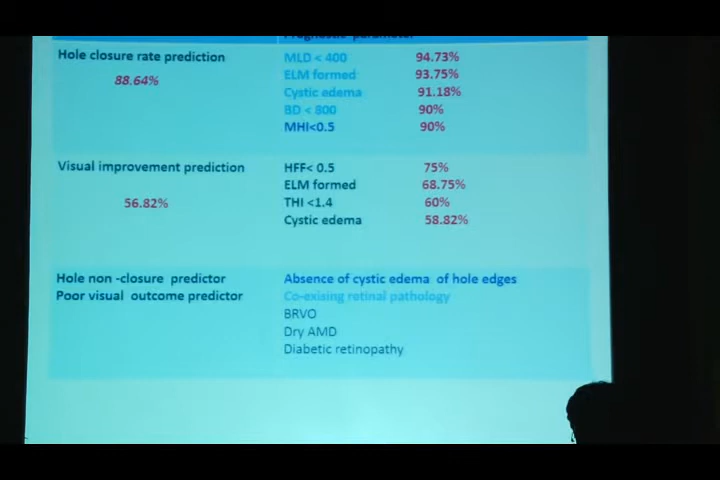 Prognostic parameter
Hole closure rate prediction MLD < 400 94.73%
88.64% ELM formed 93.75%
Cystic edema 91.18%
BD < 800 90%
MHI<0.5 90%
Visual improvement prediction HFF< 0.5 75%
ELM formed 68.75%
56.82% THI <1.4 60%
Cystic edema 58.82%
Hole non -closure predictor Absence of cystic edema of hole edges
Poor visual outcome predictor Co-exising retinal pathology
BRVO
Dry AMD
Diabetic retinopathy